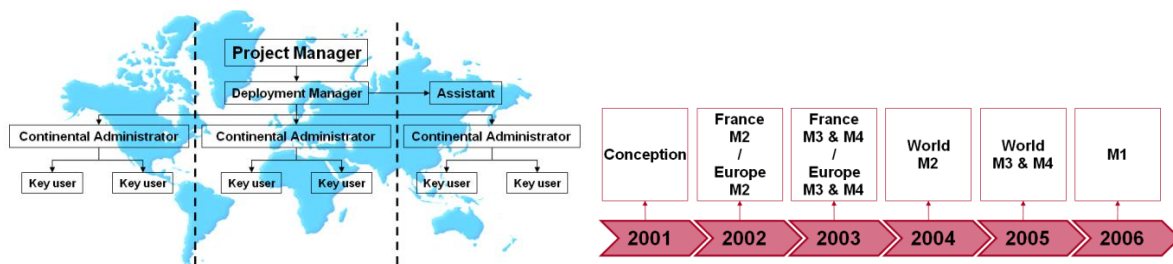 Project Manager
Deployment Manager
Assistant
Continental Administrator
Continental Administrator
Continental Administrator
Key user
Key user
Key user
Key user
Key user
Key user
Conception
France
M2
/
Europe
M2
France
M3 & M4
/
Europe
M3 & M4
World
M2
World
M3 & M4
M1
2001
2002
2003
2004
2005
2006